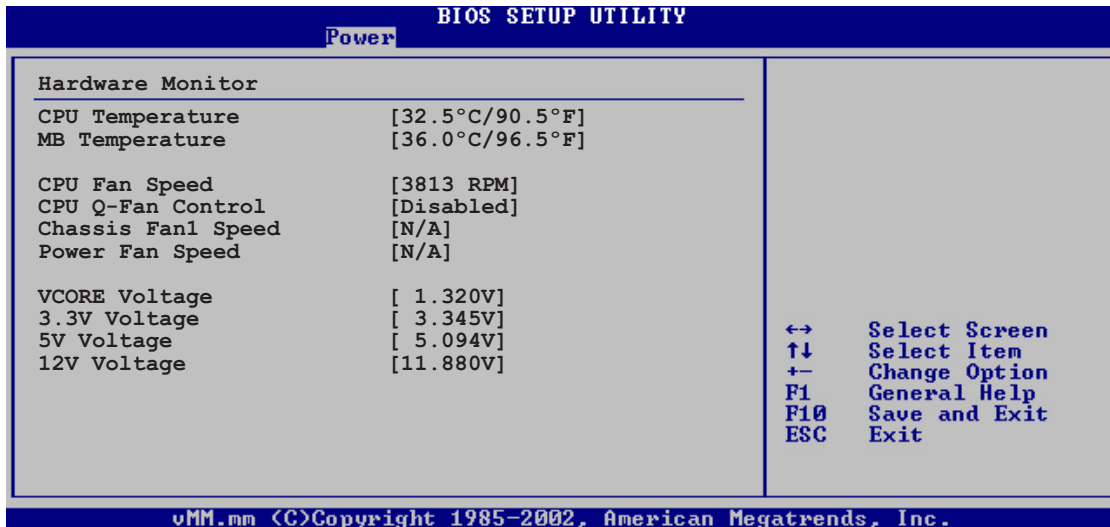 BIOS SETUP UTILITY
Power
Hardware Monitor
CPU Temperature [32.5°C/90.5°F]
MB Temperature [36.0°C/96.5°F]
CPU Fan Speed [3813 RPM]
CPU Q-Fan Control [Disabled]
Chassis Fan1 Speed [N/A]
Power Fan Speed [N/A]
VCORE Voltage [ 1.320V]
3.3V Voltage [ 3.345V]
5V Voltage [ 5.094V]
12V Voltage [11.880V]
←→ Select Screen
↑↓ Select Item
+- Change Option
F1 General Help
F10 Save and Exit
ESC Exit
vMM.mm (C)Copyright 1985-2002, American Megatrends, Inc.